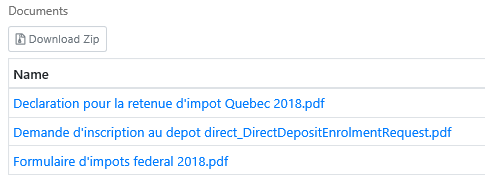 Documents
Download Zip
Name
Declaration pour la retenue d'impot Quebec 2018.pdf
Demande d'inscription au depot direct_DirectDepositEnrolmentRequest.pdf
Formulaire d'impots federal 2018.pdf